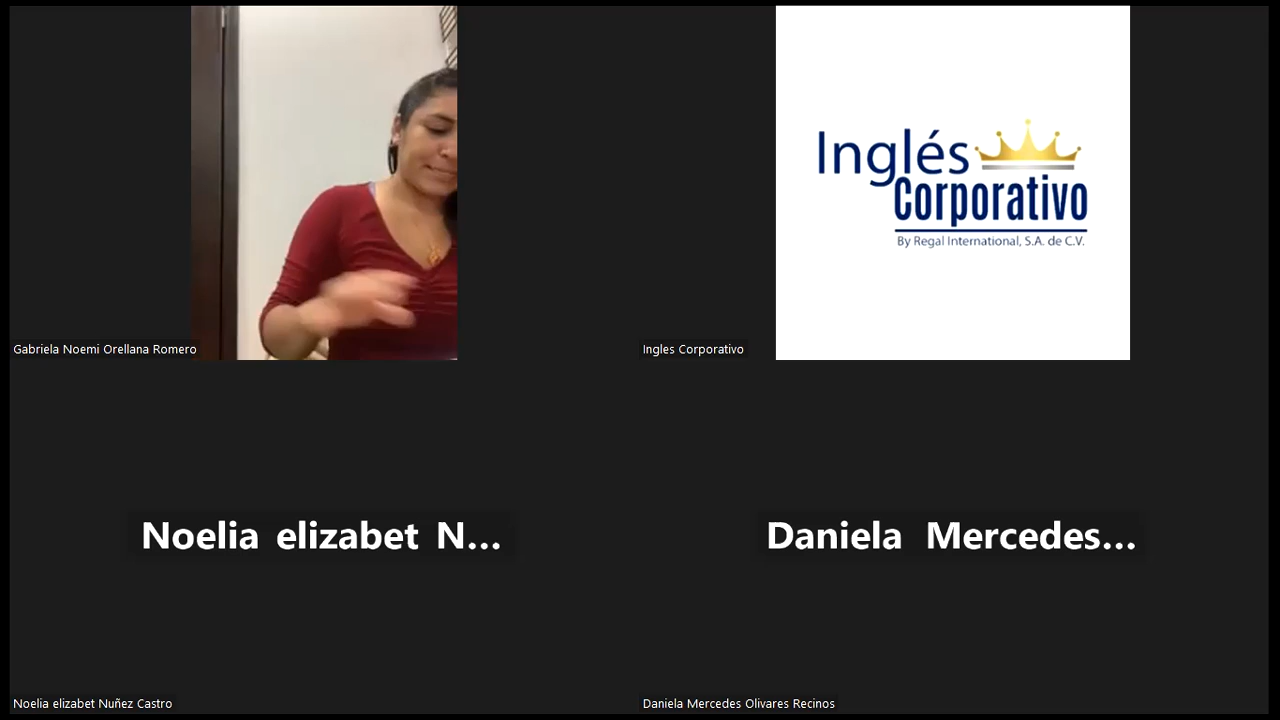 Inglés
Corporativo
By Regal International, S.A. de C.V.
Gabriela Noemi Orellana Romero
Ingles Corporativo
Noelia elizabet N...
Daniela Mercedes...
Noelia elizabet Nuñez Castro
Daniela Mercedes Olivares Recinos